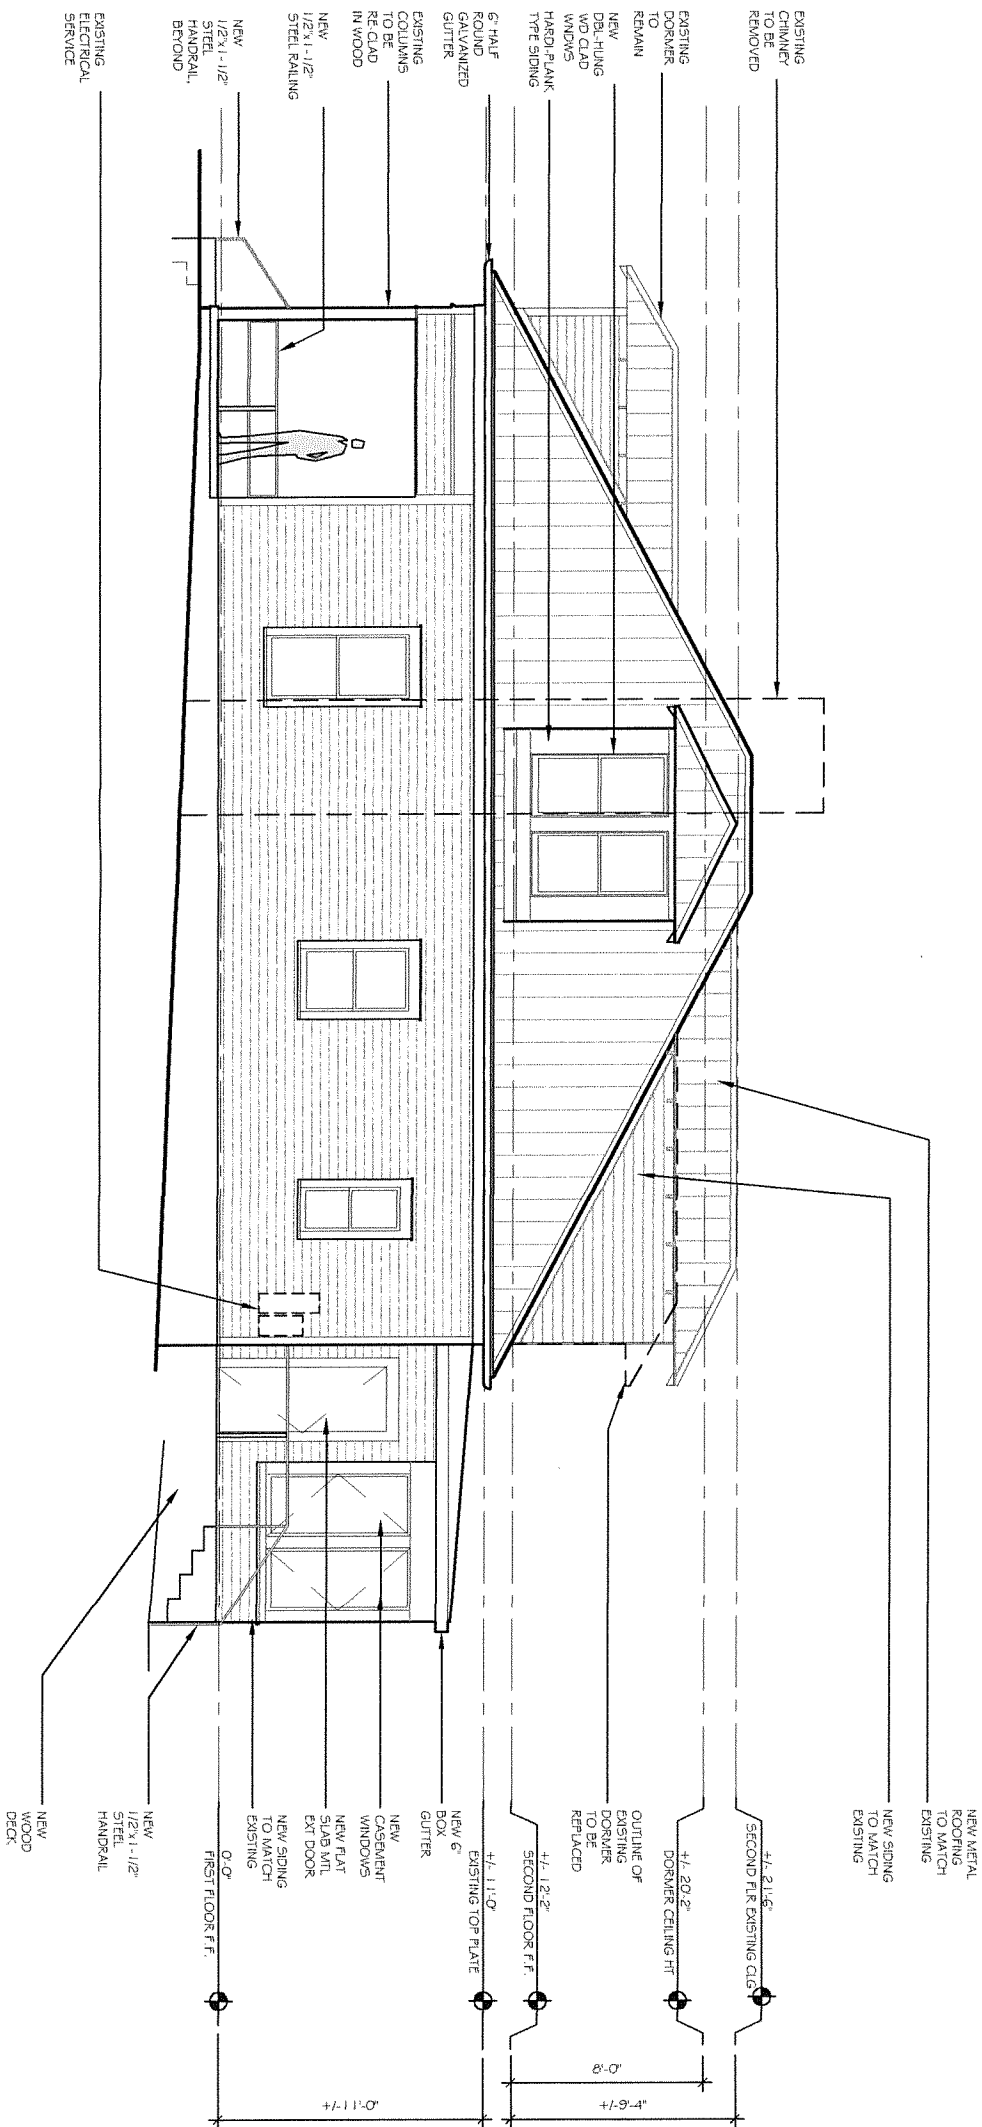 EXISTING
CHIMNEY
TO BE
REMOVED
EXISTING
DORMER
TO
REMAIN
NEW
DBL-HUNG
WD CLAD
WNDWS
HARDI-PLANK
TYPE SIDING
6" HALF
ROUND
GALVANIZED
GUTTER
EXISTING
COLUMNS
TO BE
RE-CLAD
IN WOOD
NEW
1/2"x1-1/2"
STEEL RAILING
NEW
1/2"x1-1/2"
STEEL
HANDRAIL,
BEYOND
EXISTING
ELECTRICAL
SERVICE
NEW METAL
ROOFING
TO MATCH
EXISTING
NEW SIDING
TO MATCH
EXISTING
+/- 21'-6"
SECOND FLR EXISTING CLG
+/- 20'-2"
DORMER CEILING HT
OUTLINE OF
EXISTING
DORMER
TO BE
REPLACED
+/- 12'-2"
SECOND FLOOR F.F.
+/- 11'-0"
EXISTING TOP PLATE
NEW 6"
BOX
GUTTER
NEW
CASEMENT
WINDOWS
NEW FLAT
SLAB MTL
EXT DOOR
NEW SIDING
TO MATCH
EXISTING
0'-0"
FIRST FLOOR F.F.
NEW
1/2"x1-1/2"
STEEL
HANDRAIL
NEW
WOOD
DECK
8'-0"
+/-9'-4"
+/-11'-0"